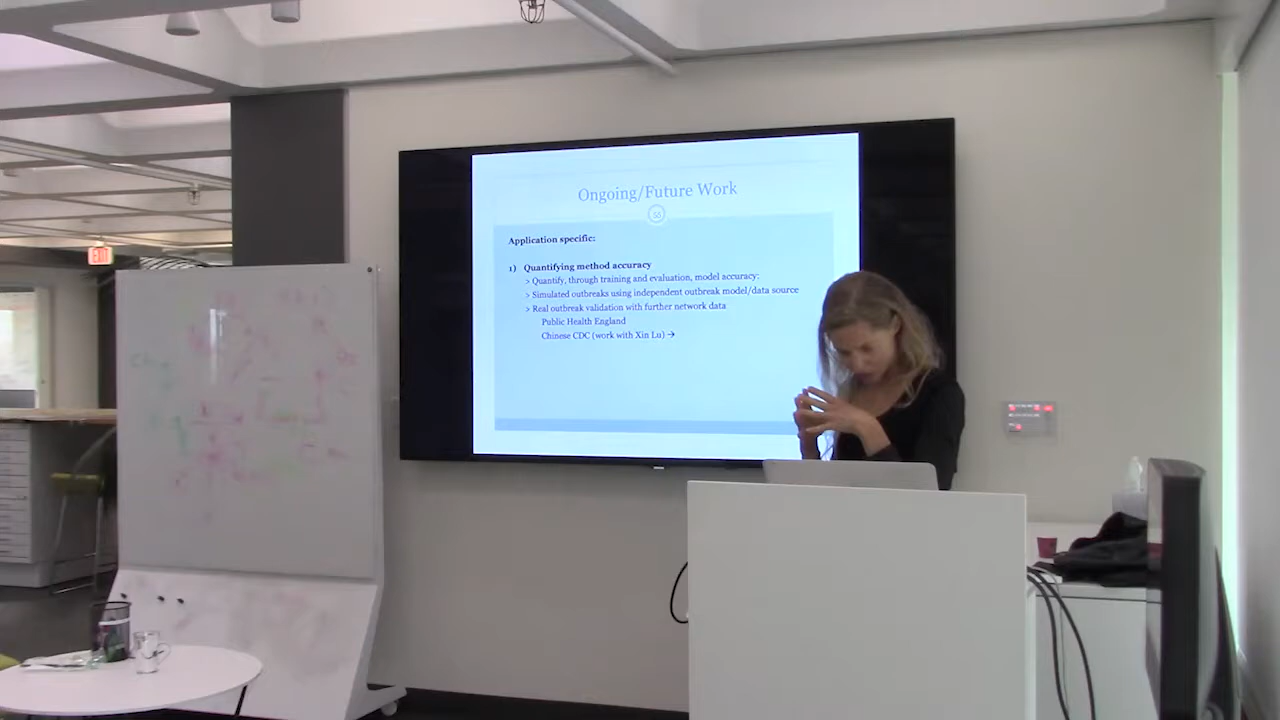 Ongoing/Future Work
55
Application specific:
1) Quantifying method accuracy
> Quantify, through training and evaluation, model accuracy:
> Simulated outbreaks using independent outbreak model/data source
> Real outbreak validation with further network data
Public Health England
Chinese CDC (work with Xin Lu) →
EXIT